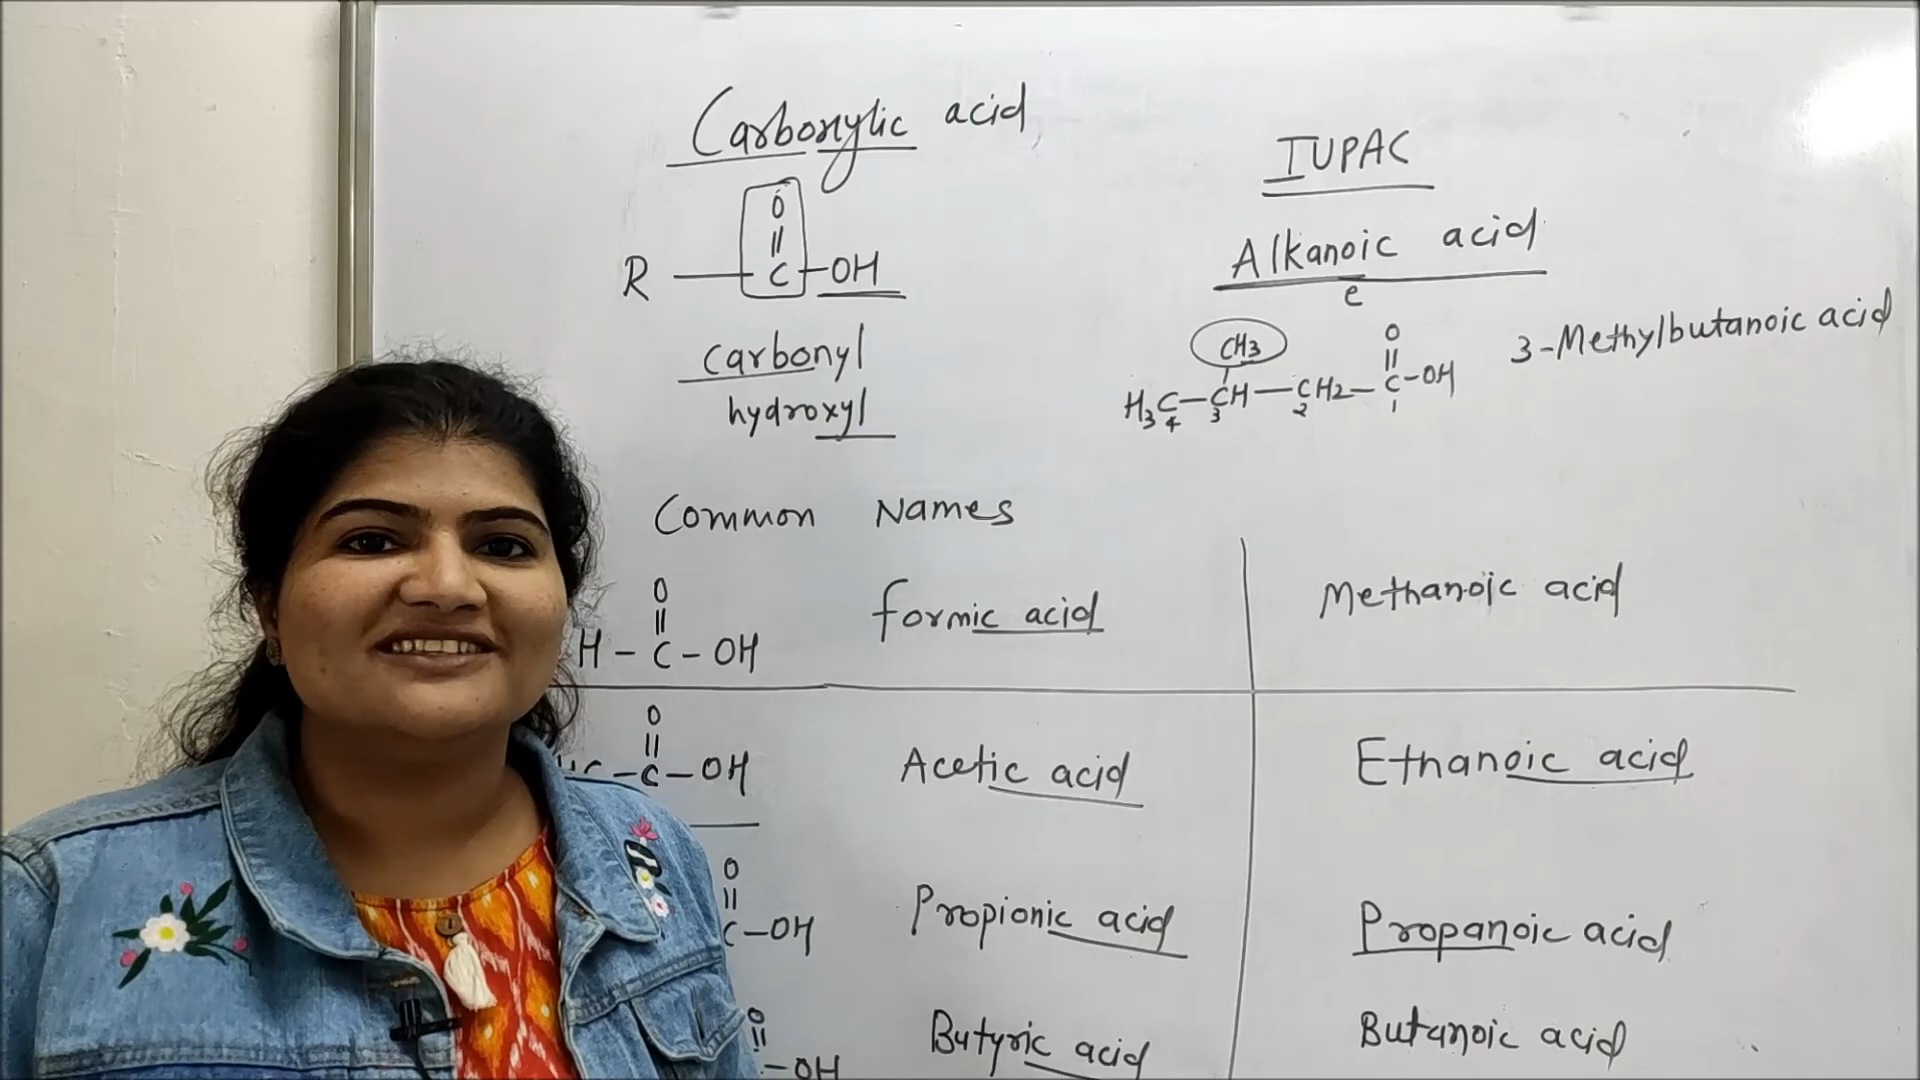 Carboxylic acid
O
||
R — C — OH
carbonyl
hydroxyl
IUPAC
Alkanoic acid
e
CH3 O
||
H3C — CH — CH2 — C - OH
4 3 2 1
3-Methylbutanoic acid
Common Names
O
||
H - C - OH formic acid Methanoic acid
O
||
- C - OH Acetic acid Ethanoic acid
O
||
C - OH Propionic acid Propanoic acid
O
||
- OH Butyric acid Butanoic acid